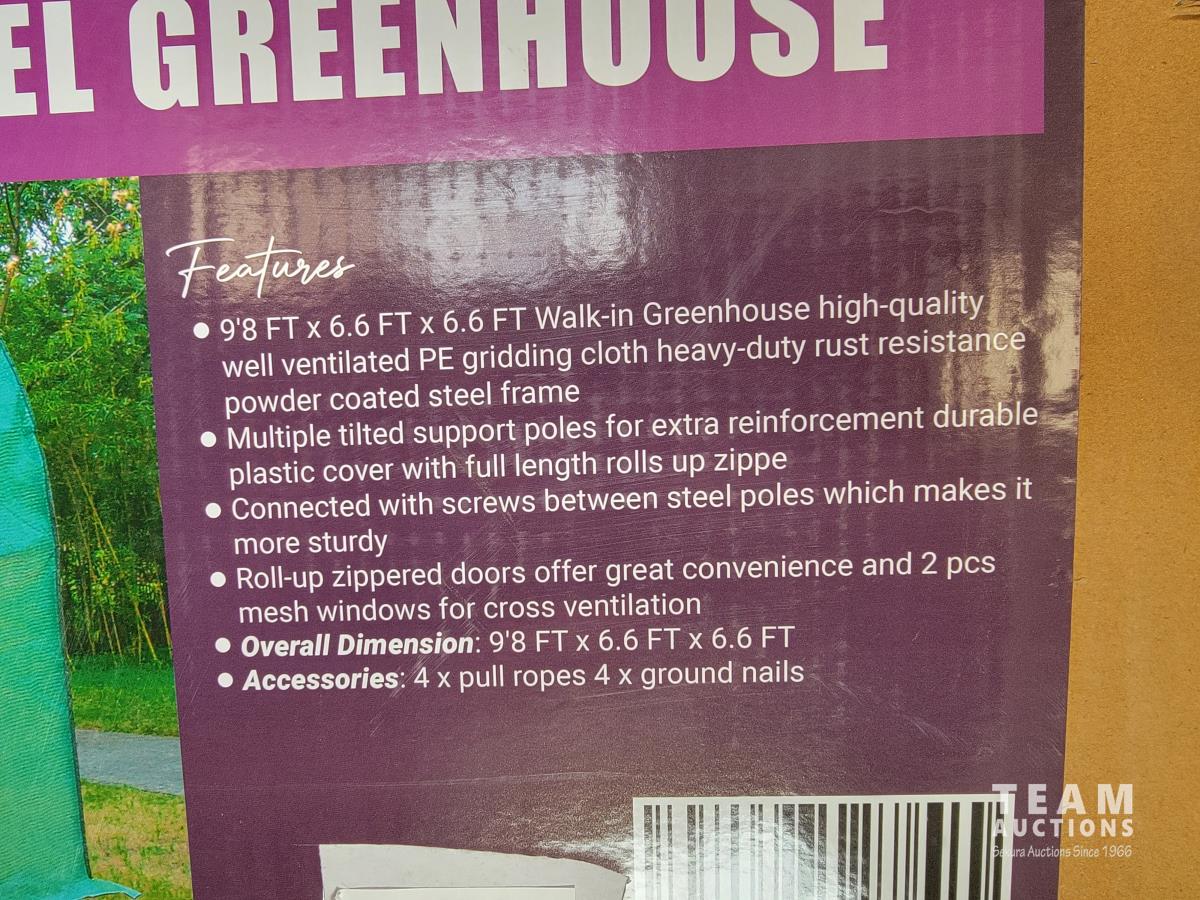 EL GREENHOUSE
Features
● 9'8 FT x 6.6 FT x 6.6 FT Walk-in Greenhouse high-quality
well ventilated PE gridding cloth heavy-duty rust resistance
powder coated steel frame
● Multiple tilted support poles for extra reinforcement durable
plastic cover with full length rolls up zippe
● Connected with screws between steel poles which makes it
more sturdy
● Roll-up zippered doors offer great convenience and 2 pcs
mesh windows for cross ventilation
● Overall Dimension: 9'8 FT x 6.6 FT x 6.6 FT
● Accessories: 4 x pull ropes 4 x ground nails
TEAM
AUCTIONS
Sekura Auctions Since 1966